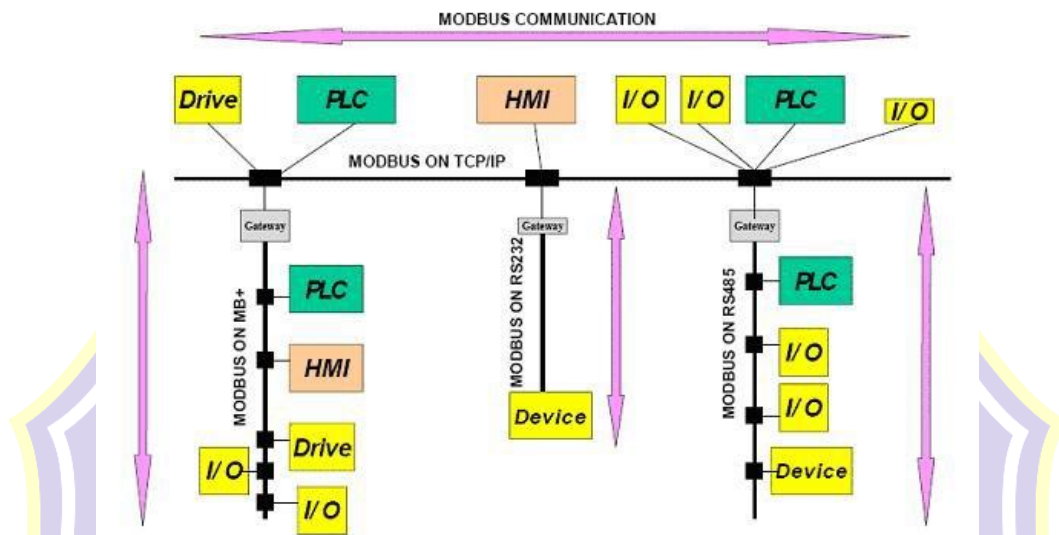 MODBUS COMMUNICATION
Drive
PLC
HMI
I/O
I/O
PLC
I/O
MODBUS ON TCP/IP
Gateway
Gateway
Gateway
MODBUS ON MB+
PLC
HMI
Drive
I/O
I/O
MODBUS ON RS232
Device
MODBUS ON RS485
PLC
I/O
I/O
Device